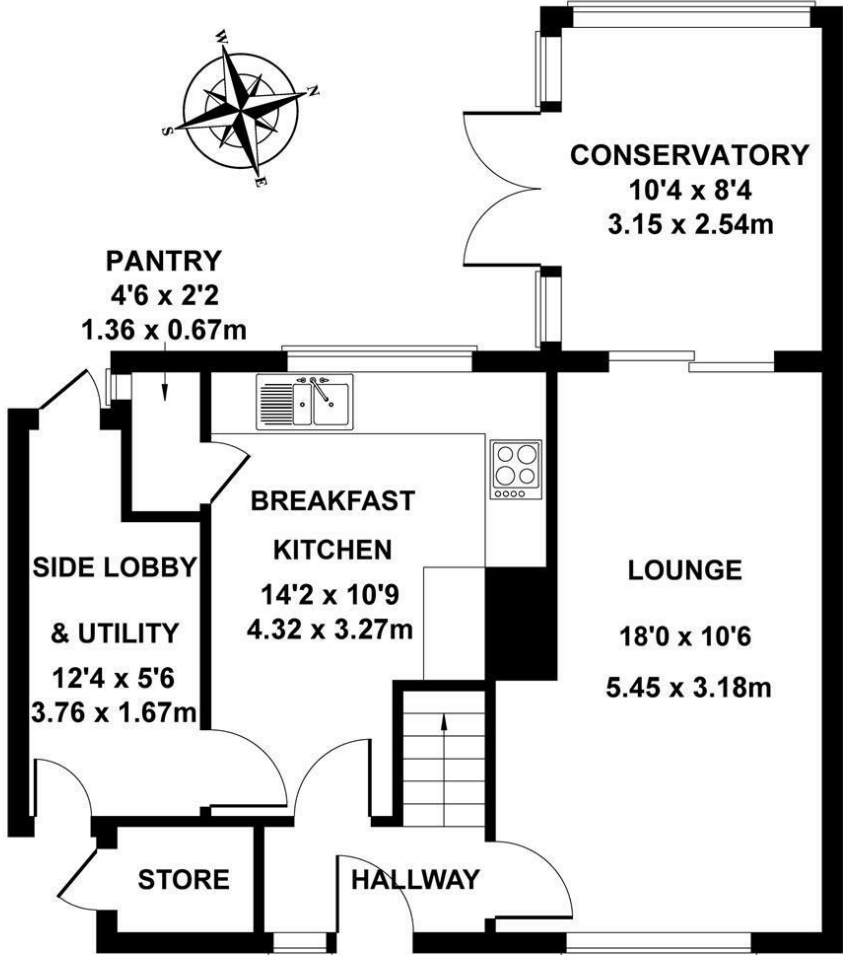 W
N
S
E
CONSERVATORY
10'4 x 8'4
3.15 x 2.54m
PANTRY
4'6 x 2'2
1.36 x 0.67m
BREAKFAST
KITCHEN
14'2 x 10'9
4.32 x 3.27m
SIDE LOBBY
& UTILITY
12'4 x 5'6
3.76 x 1.67m
LOUNGE
18'0 x 10'6
5.45 x 3.18m
STORE
HALLWAY